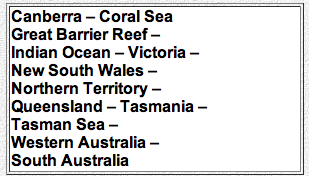 Canberra – Coral Sea
Great Barrier Reef –
Indian Ocean – Victoria –
New South Wales –
Northern Territory –
Queensland – Tasmania –
Tasman Sea –
Western Australia –
South Australia